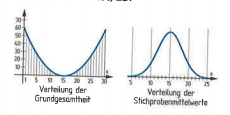 70
60
50
40
30
20
10
1 5 10 15 20 25 30
x
Verteilung der
Grundgesamtheit
x
5 10 15 20 25
Verteilung der
Stichprobenmittelwerte